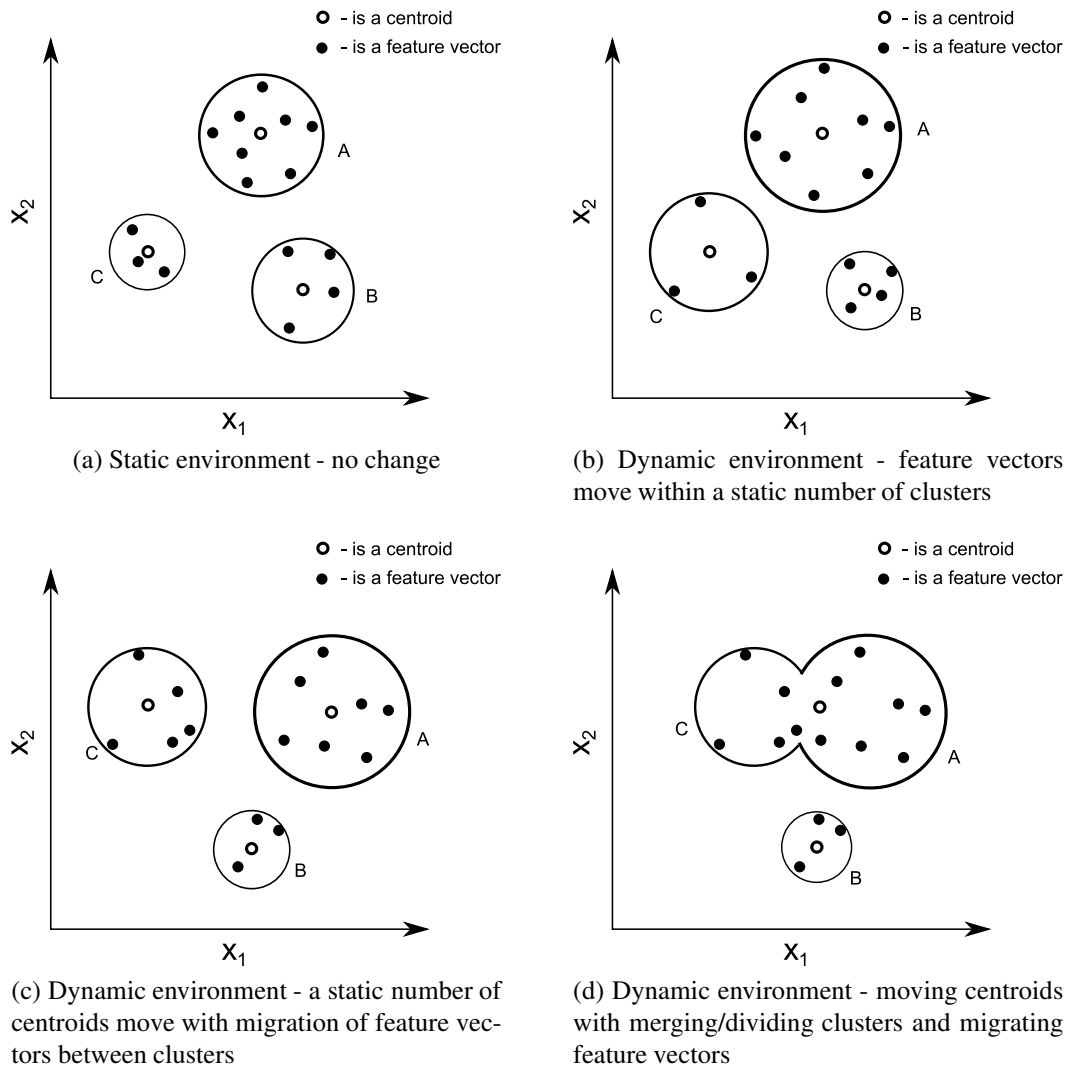 - is a centroid
- is a feature vector
A
X2
C
B
X1
(a) Static environment - no change
- is a centroid
- is a feature vector
A
X2
C
B
X1
(b) Dynamic environment - feature vectors
move within a static number of clusters
- is a centroid
- is a feature vector
X2
C
A
B
X1
(c) Dynamic environment - a static number of
centroids move with migration of feature vec-
tors between clusters
- is a centroid
- is a feature vector
X2
C
A
B
X1
(d) Dynamic environment - moving centroids
with merging/dividing clusters and migrating
feature vectors